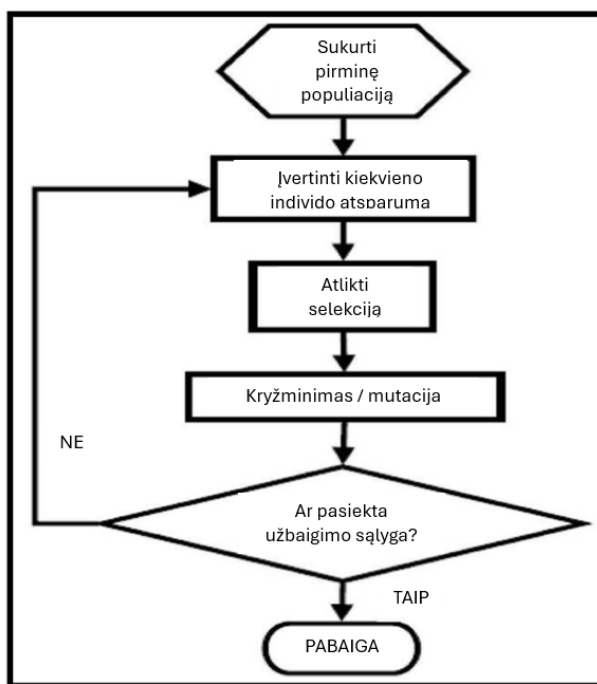 Sukurti
pirminę
populiaciją
Įvertinti kiekvieno
individo atsparuma
Atlikti
selekciją
Kryžminimas / mutacija
NE
Ar pasiekta
užbaigimo sąlyga?
TAIP
PABAIGA